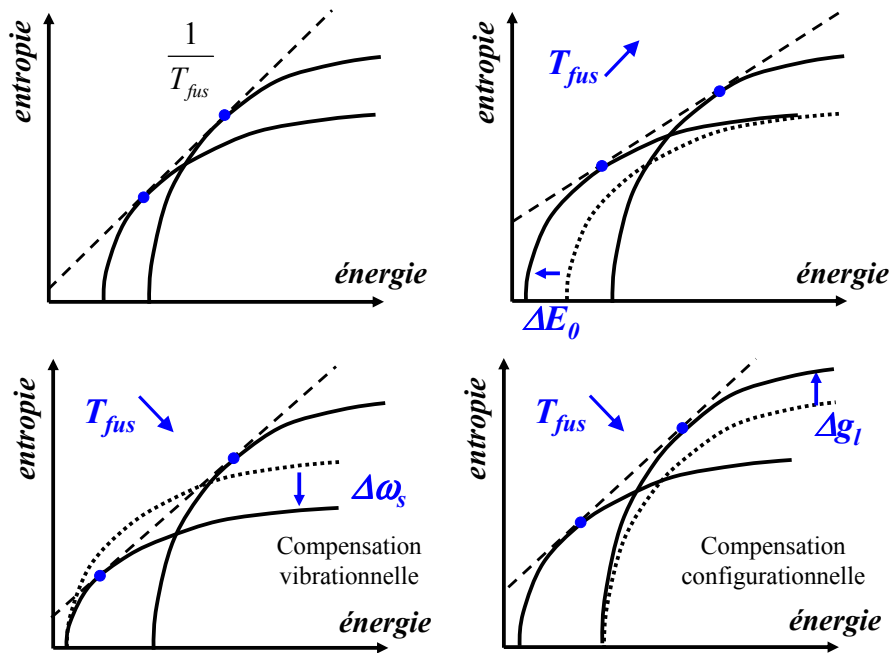 entropie
1
T_fus
énergie
entropie
T_fus
énergie
ΔE_0
entropie
T_fus
Δω_s
Compensation
vibrationnelle
énergie
entropie
T_fus
Δg_l
Compensation
configurationnelle
énergie